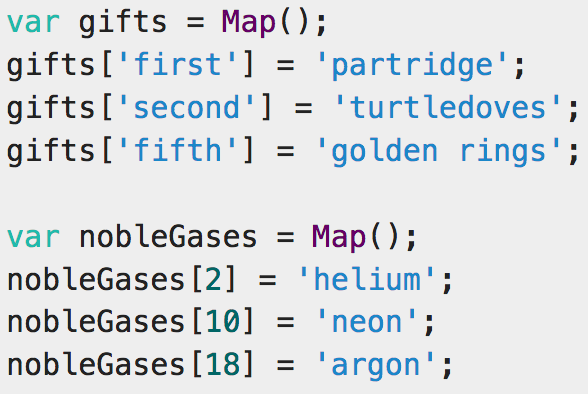 var gifts = Map();
gifts['first'] = 'partridge';
gifts['second'] = 'turtledoves';
gifts['fifth'] = 'golden rings';
var nobleGases = Map();
nobleGases[2] = 'helium';
nobleGases[10] = 'neon';
nobleGases[18] = 'argon';